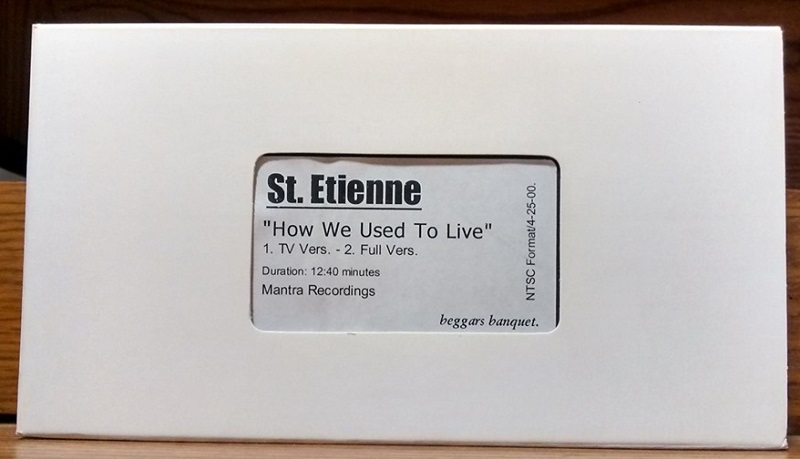 St. Etienne
"How We Used To Live"
1. TV Vers. - 2. Full Vers.
Duration: 12:40 minutes
Mantra Recordings
beggars banquet.
NTSC Format/4-25-00.